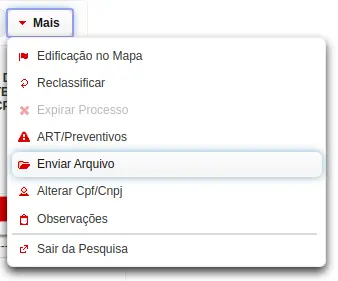 Mais
Edificação no Mapa
Reclassificar
Expirar Processo
ART/Preventivos
Enviar Arquivo
Alterar Cpf/Cnpj
Observações
Sair da Pesquisa